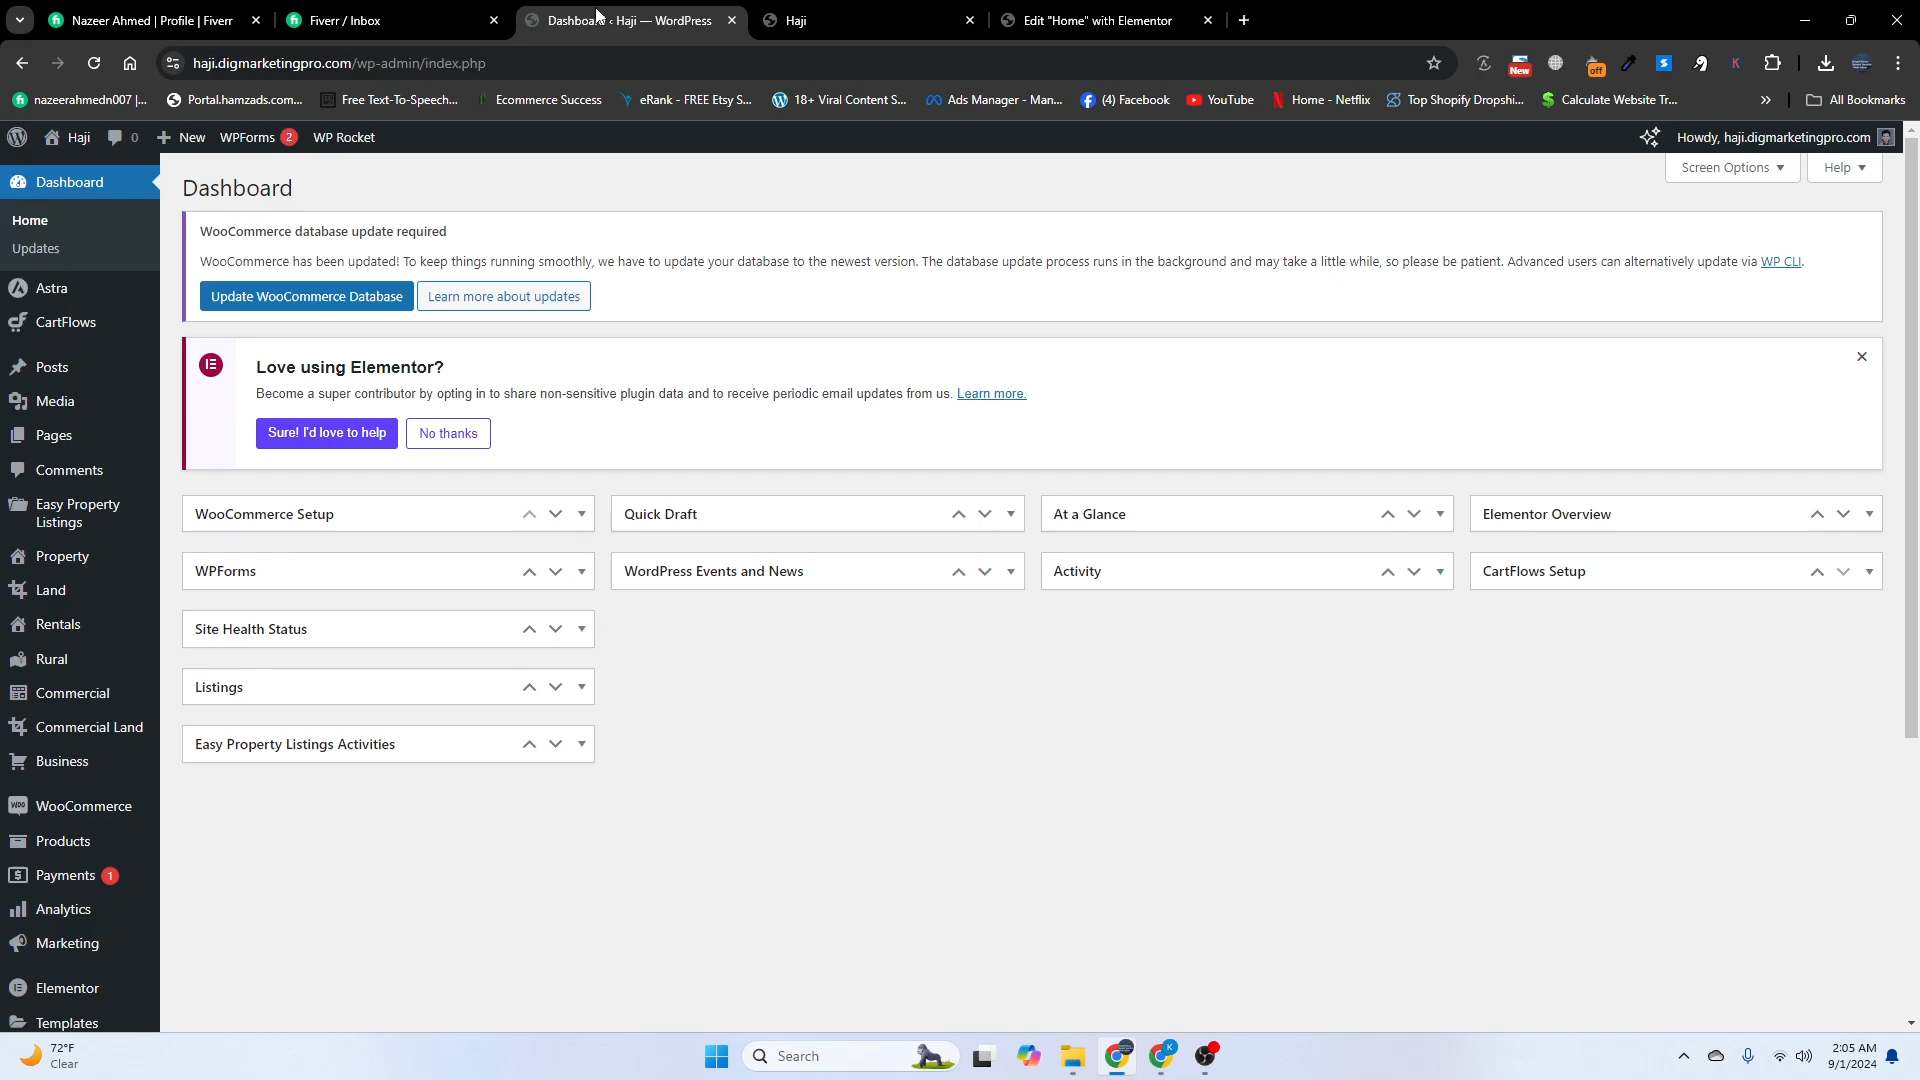 Nazeer Ahmed | Profile | Fiverr
Fiverr / Inbox
Dashboard ‹ Haji — WordPress
Haji
Edit "Home" with Elementor
haji.digmarketingpro.com/wp-admin/index.php
New
off
nazeerahmedn007 |...
Portal.hamzads.com...
Free Text-To-Speech...
Ecommerce Success
eRank - FREE Etsy S...
18+ Viral Content S...
Ads Manager - Man...
(4) Facebook
YouTube
Home - Netflix
Top Shopify Dropshi...
Calculate Website Tr...
»
All Bookmarks
Haji
0
New
WPForms 2
WP Rocket
Howdy, haji.digmarketingpro.com
Dashboard
Home
Updates
Astra
CartFlows
Posts
Media
Pages
Comments
Easy Property
Listings
Property
Land
Rentals
Rural
Commercial
Commercial Land
Business
WooCommerce
Products
Payments 1
Analytics
Marketing
Elementor
Templates
Screen Options
Help
Dashboard
WooCommerce database update required
WooCommerce has been updated! To keep things running smoothly, we have to update your database to the newest version. The database update process runs in the background and may take a little while, so please be patient. Advanced users can alternatively update via WP CLI.
Update WooCommerce Database
Learn more about updates
Love using Elementor?
Become a super contributor by opting in to share non-sensitive plugin data and to receive periodic email updates from us. Learn more.
Sure! I'd love to help
No thanks
WooCommerce Setup
Quick Draft
At a Glance
Elementor Overview
WPForms
WordPress Events and News
Activity
CartFlows Setup
Site Health Status
Listings
Easy Property Listings Activities
72°F
Clear
Search
2:05 AM
9/1/2024